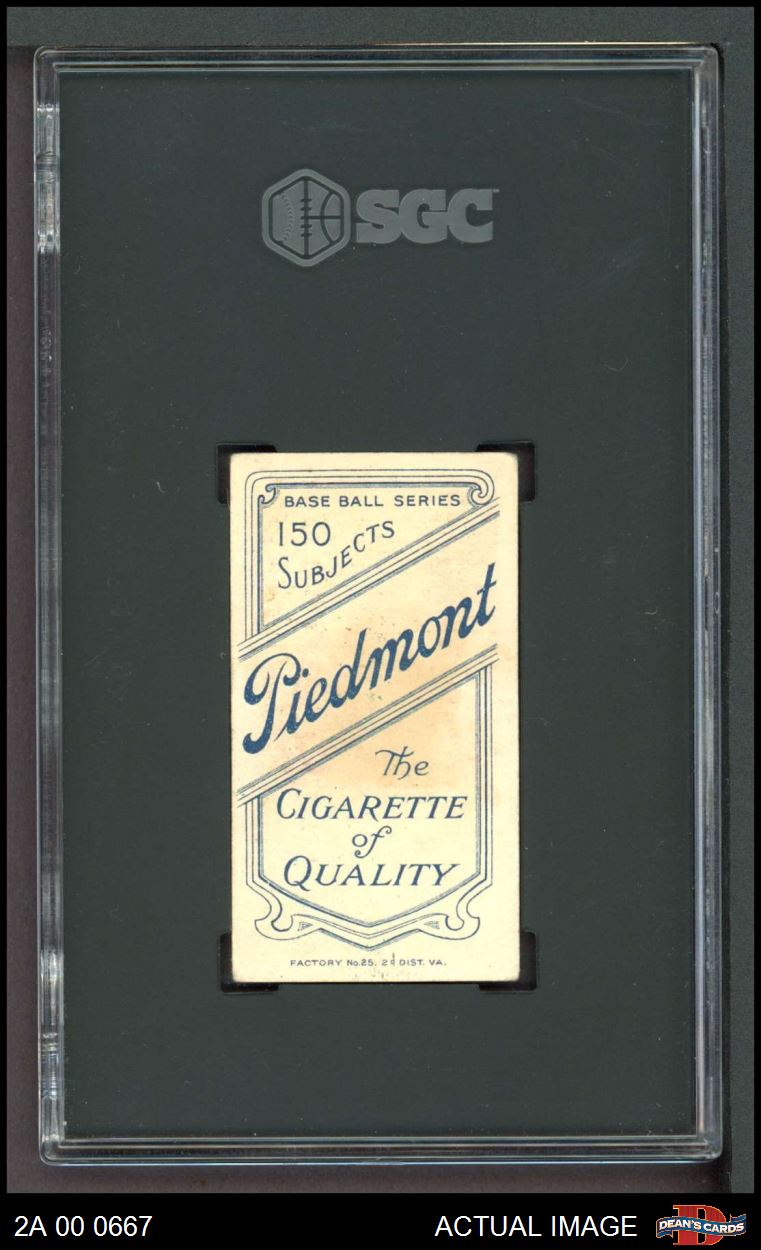 SGC
BASE BALL SERIES
150
SUBJECTS
Piedmont
The
CIGARETTE
of
QUALITY
FACTORY No. 25. 2d DIST. VA.
2A 00 0667
ACTUAL IMAGE
DEAN'S CARDS